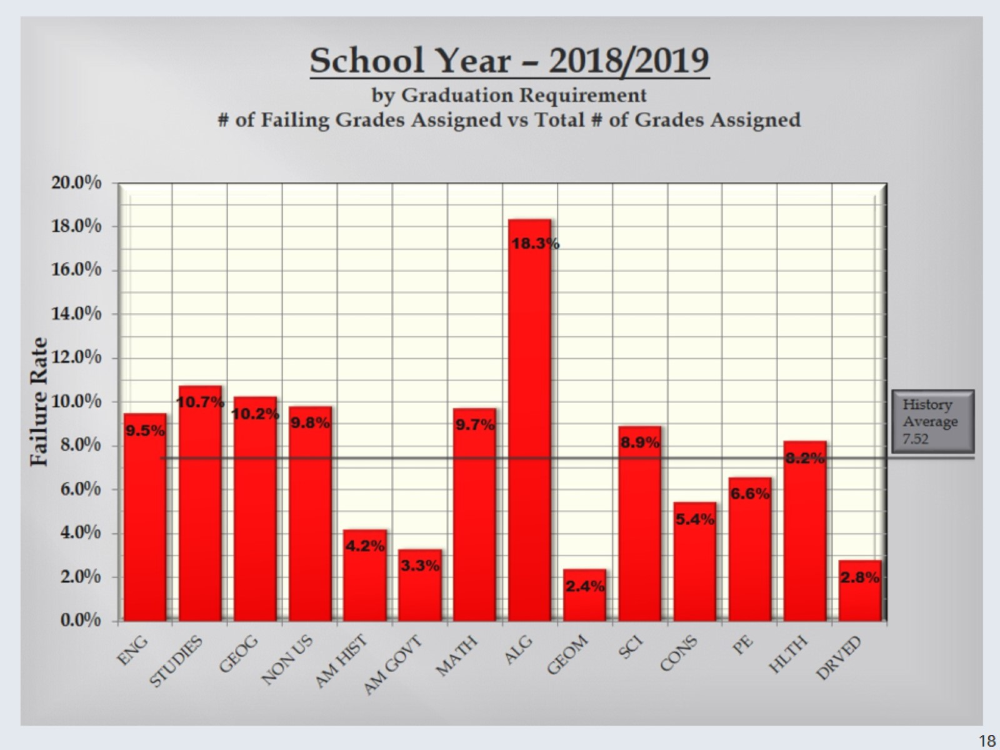 School Year – 2018/2019
by Graduation Requirement
# of Failing Grades Assigned vs Total # of Grades Assigned
Failure Rate
20.0%
18.0%
16.0%
14.0%
12.0%
10.0%
8.0%
6.0%
4.0%
2.0%
0.0%
9.5%
10.7%
10.2%
9.8%
4.2%
3.3%
9.7%
18.3%
2.4%
8.9%
5.4%
6.6%
8.2%
2.8%
History
Average
7.52
ENG
STUDIES
GEOG
NON US
AM HIST
AM GOVT
MATH
ALG
GEOM
SCI
CONS
PE
HLTH
DRVED
18